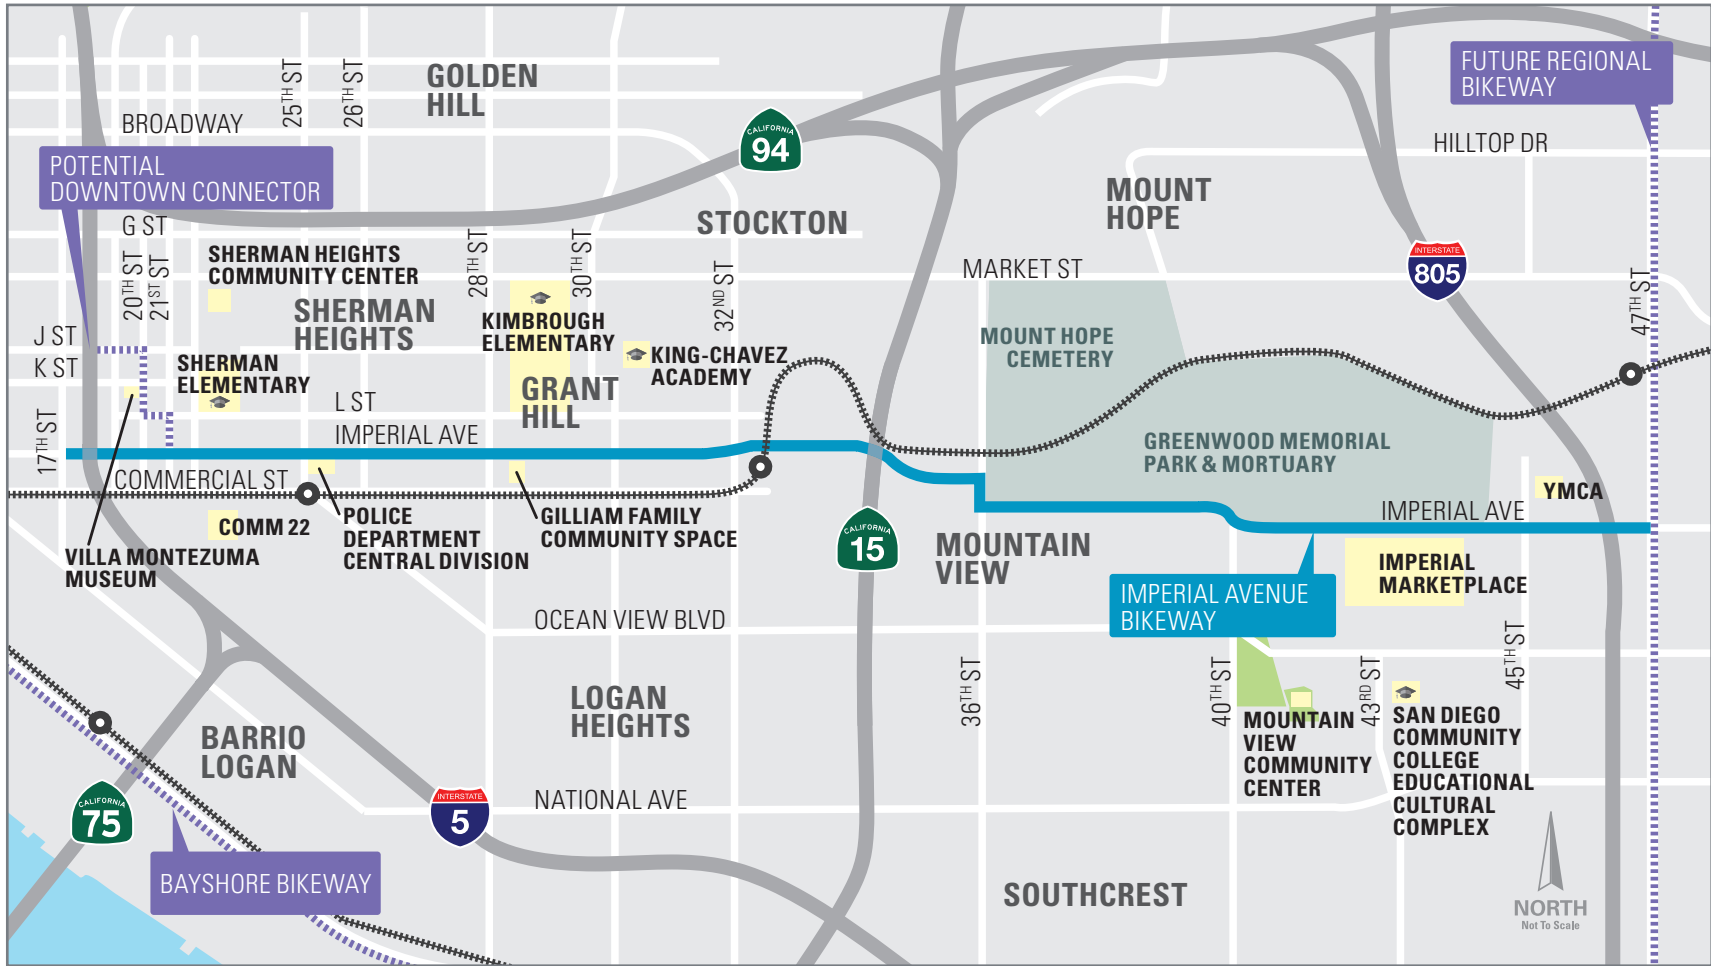 GOLDEN
HILL
25TH ST
26TH ST
BROADWAY
FUTURE REGIONAL
BIKEWAY
HILLTOP DR
CALIFORNIA
94
POTENTIAL
DOWNTOWN CONNECTOR
MOUNT
HOPE
STOCKTON
G ST
20TH ST
21ST ST
SHERMAN HEIGHTS
COMMUNITY CENTER
28TH ST
30TH ST
32ND ST
MARKET ST
INTERSTATE
805
47TH ST
SHERMAN
HEIGHTS
KIMBROUGH
ELEMENTARY
J ST
K ST
SHERMAN
ELEMENTARY
KING-CHAVEZ
ACADEMY
MOUNT HOPE
CEMETERY
GRANT
HILL
L ST
IMPERIAL AVE
17TH ST
GREENWOOD MEMORIAL
PARK & MORTUARY
COMMERCIAL ST
YMCA
IMPERIAL AVE
COMM 22
POLICE
DEPARTMENT
CENTRAL DIVISION
GILLIAM FAMILY
COMMUNITY SPACE
CALIFORNIA
15
MOUNTAIN
VIEW
VILLA MONTEZUMA
MUSEUM
IMPERIAL
MARKETPLACE
IMPERIAL AVENUE
BIKEWAY
OCEAN VIEW BLVD
36TH ST
40TH ST
43RD ST
45TH ST
LOGAN
HEIGHTS
BARRIO
LOGAN
MOUNTAIN
VIEW
COMMUNITY
CENTER
SAN DIEGO
COMMUNITY
COLLEGE
EDUCATIONAL
CULTURAL
COMPLEX
CALIFORNIA
75
INTERSTATE
5
NATIONAL AVE
BAYSHORE BIKEWAY
SOUTHCREST
NORTH
Not To Scale